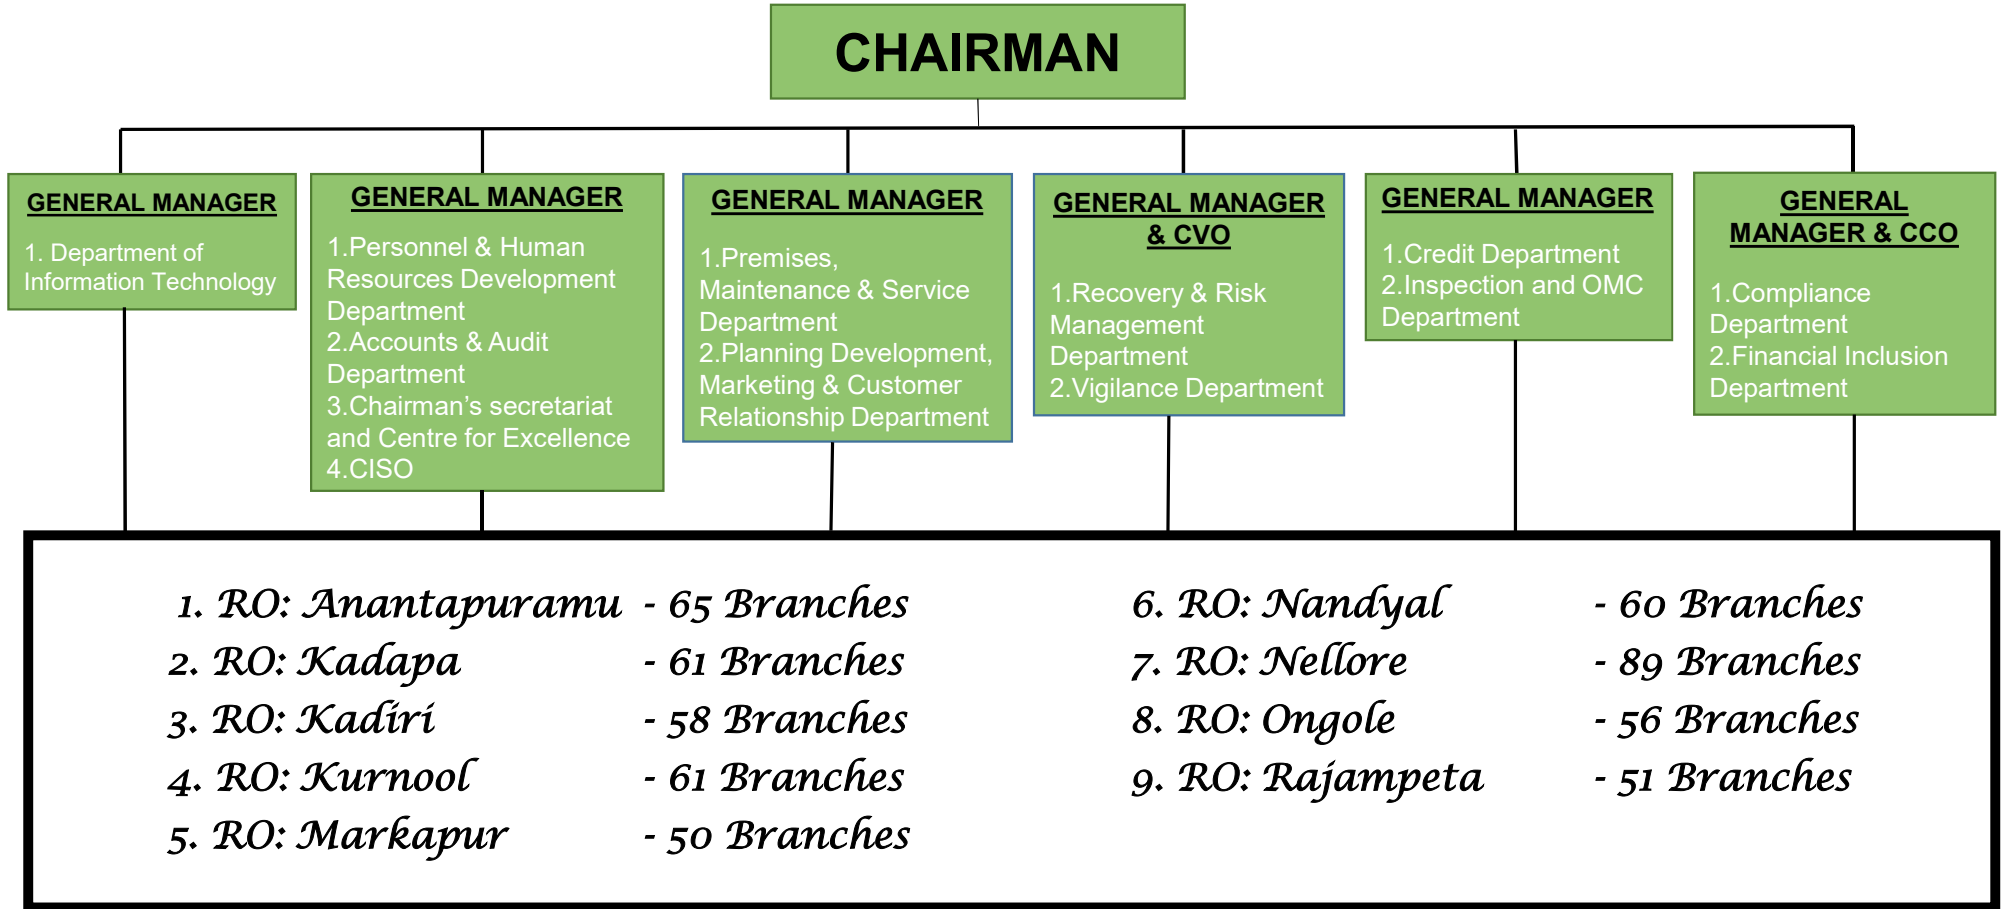 CHAIRMAN
GENERAL MANAGER
1. Department of
Information Technology
GENERAL MANAGER
1.Personnel & Human
Resources Development
Department
2.Accounts & Audit
Department
3.Chairman’s secretariat
and Centre for Excellence
4.CISO
GENERAL MANAGER
1.Premises,
Maintenance & Service
Department
2.Planning Development,
Marketing & Customer
Relationship Department
GENERAL MANAGER
& CVO
1.Recovery & Risk
Management
Department
2.Vigilance Department
GENERAL MANAGER
1.Credit Department
2.Inspection and OMC
Department
GENERAL
MANAGER & CCO
1.Compliance
Department
2.Financial Inclusion
Department
1. RO: Anantapuramu - 65 Branches
2. RO: Kadapa - 61 Branches
3. RO: Kadiri - 58 Branches
4. RO: Kurnool - 61 Branches
5. RO: Markapur - 50 Branches
6. RO: Nandyal - 60 Branches
7. RO: Nellore - 89 Branches
8. RO: Ongole - 56 Branches
9. RO: Rajampeta - 51 Branches